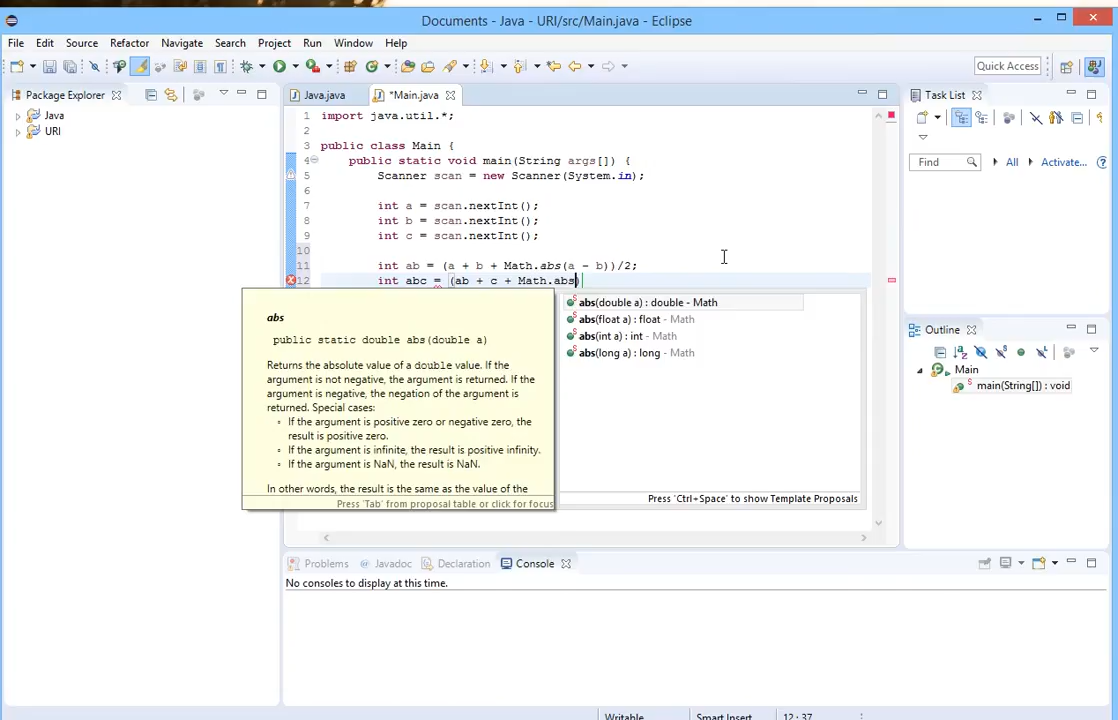 Documents - Java - URI/src/Main.java - Eclipse
File Edit Source Refactor Navigate Search Project Run Window Help
Quick Access
Package Explorer
Java
URI
Java.java
*Main.java
1 import java.util.*;
2
3 public class Main {
4 public static void main(String args[]) {
5 Scanner scan = new Scanner(System.in);
6
7 int a = scan.nextInt();
8 int b = scan.nextInt();
9 int c = scan.nextInt();
10
11 int ab = (a + b + Math.abs(a - b))/2;
12 int abc = (ab + c + Math.abs)
abs
public static double abs(double a)
Returns the absolute value of a double value. If the
argument is not negative, the argument is returned. If the
argument is negative, the negation of the argument is
returned. Special cases:
If the argument is positive zero or negative zero, the
result is positive zero.
If the argument is infinite, the result is positive infinity.
If the argument is NaN, the result is NaN.
In other words, the result is the same as the value of the
Press 'Tab' from proposal table or click for focus
abs(double a) : double - Math
abs(float a) : float - Math
abs(int a) : int - Math
abs(long a) : long - Math
Press 'Ctrl+Space' to show Template Proposals
Task List
Find All Activate...
Outline
Main
main(String[]) : void
Problems @ Javadoc Declaration Console
No consoles to display at this time.
Writable Smart Insert 12 : 37